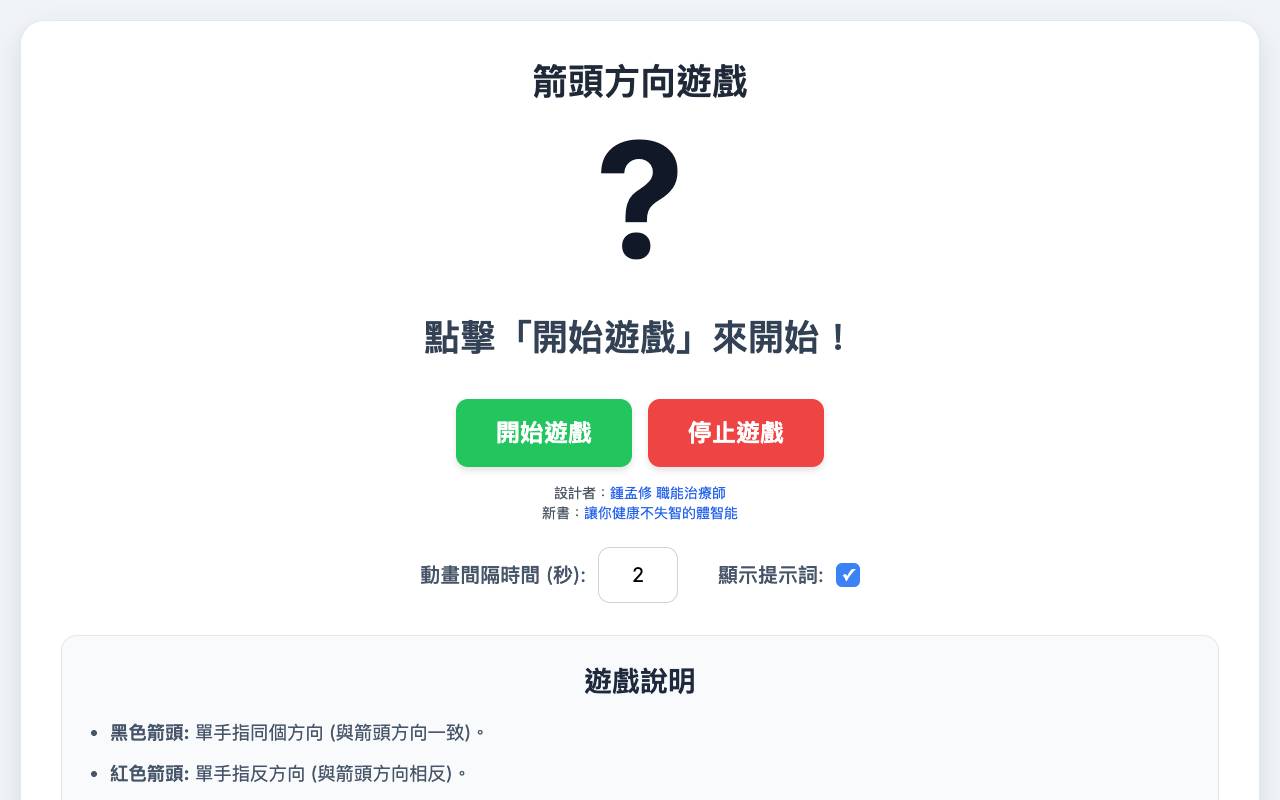 箭頭方向遊戲
?
點擊「開始遊戲」來開始！
開始遊戲 停止遊戲
設計者：鍾孟修 職能治療師
新書：讓你健康不失智的體智能
動畫間隔時間 (秒): 2 顯示提示詞:
遊戲說明
• 黑色箭頭: 單手指同個方向 (與箭頭方向一致)。
• 紅色箭頭: 單手指反方向 (與箭頭方向相反)。